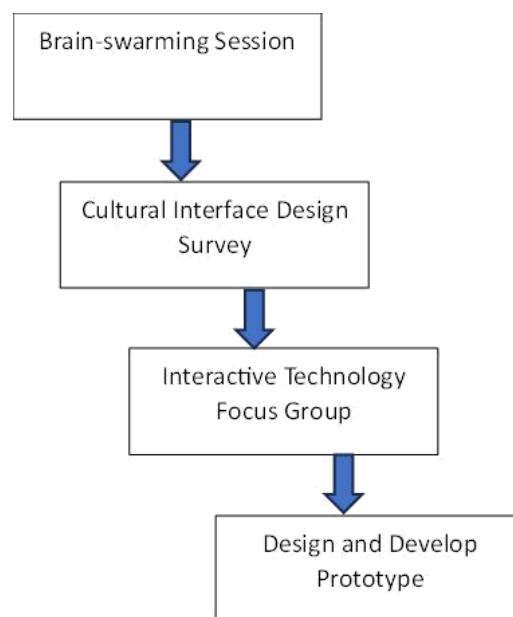 Brain-swarming Session
Cultural Interface Design
Survey
Interactive Technology
Focus Group
Design and Develop
Prototype